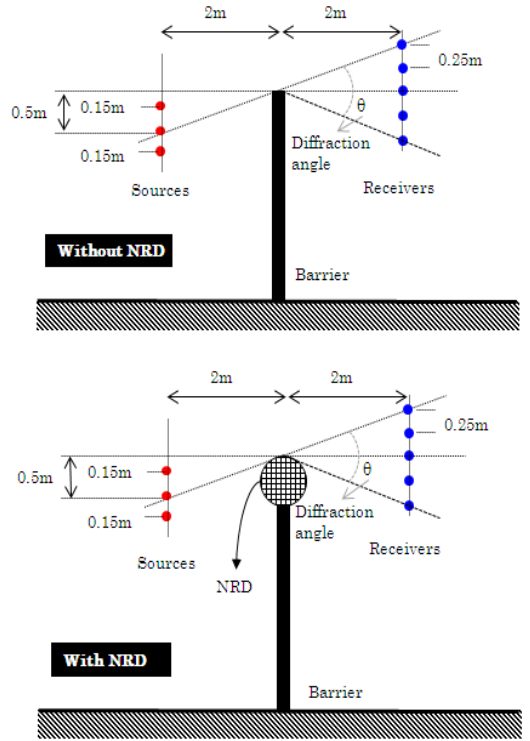 2m 2m
0.25m
0.5m 0.15m
θ
0.15m
Diffraction
angle
Sources
Receivers
Without NRD
Barrier
2m 2m
0.25m
0.5m 0.15m
θ
0.15m
Diffraction
angle
Sources
Receivers
NRD
With NRD
Barrier